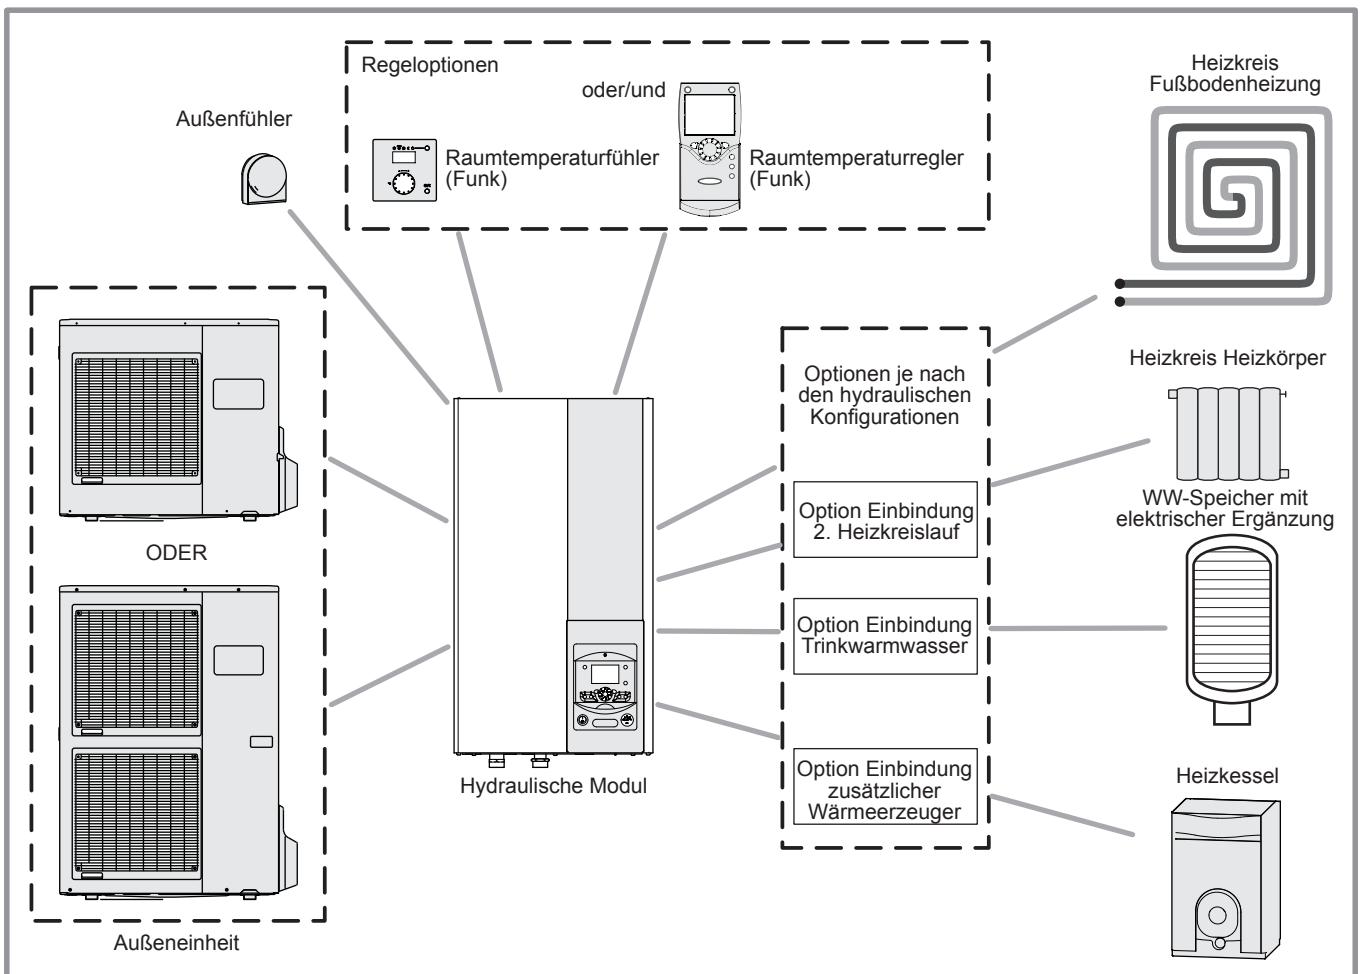 Regeloptionen
oder/und
Raumtemperaturfühler
(Funk)
Raumtemperaturregler
(Funk)
Außenfühler
Heizkreis
Fußbodenheizung
ODER
Außeneinheit
Hydraulische Modul
Optionen je nach
den hydraulischen
Konfigurationen
Option Einbindung
2. Heizkreislauf
Option Einbindung
Trinkwarmwasser
Option Einbindung
zusätzlicher
Wärmeerzeuger
Heizkreis Heizkörper
WW-Speicher mit
elektrischer Ergänzung
Heizkessel